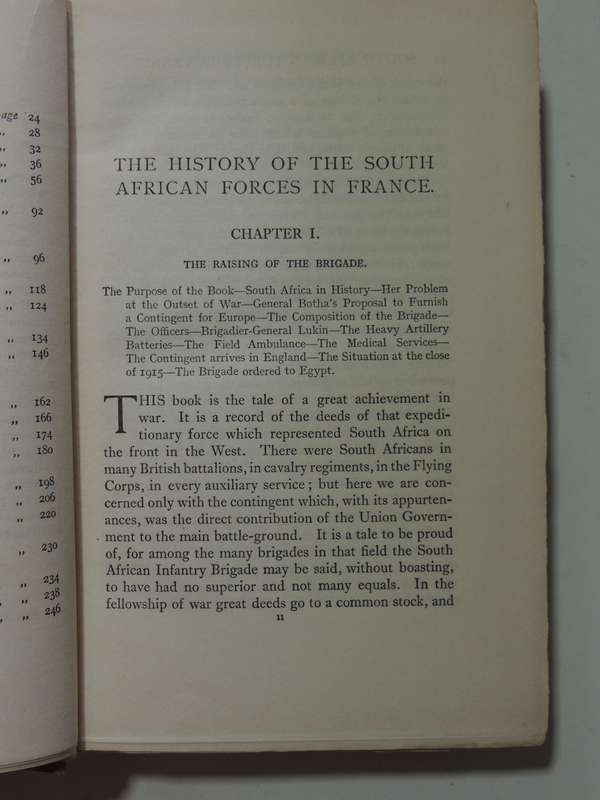 age 24
„ 28
„ 32
„ 36
„ 56
„ 92
„ 96
„ 118
„ 124
„ 134
„ 146
„ 162
„ 166
„ 174
„ 180
„ 198
„ 206
„ 220
„ 230
„ 234
„ „ 238
„ „ 246
THE HISTORY OF THE SOUTH
AFRICAN FORCES IN FRANCE.
CHAPTER I.
THE RAISING OF THE BRIGADE.
The Purpose of the Book—South Africa in History—Her Problem
at the Outset of War—General Botha's Proposal to Furnish
a Contingent for Europe—The Composition of the Brigade—
The Officers—Brigadier-General Lukin—The Heavy Artillery
Batteries—The Field Ambulance—The Medical Services—
The Contingent arrives in England—The Situation at the close
of 1915—The Brigade ordered to Egypt.
THIS book is the tale of a great achievement in
war. It is a record of the deeds of that expedi-
tionary force which represented South Africa on
the front in the West. There were South Africans in
many British battalions, in cavalry regiments, in the Flying
Corps, in every auxiliary service; but here we are con-
cerned only with the contingent which, with its appurten-
ances, was the direct contribution of the Union Govern-
ment to the main battle-ground. It is a tale to be proud
of, for among the many brigades in that field the South
African Infantry Brigade may be said, without boasting,
to have had no superior and not many equals. In the
fellowship of war great deeds go to a common stock, and
11